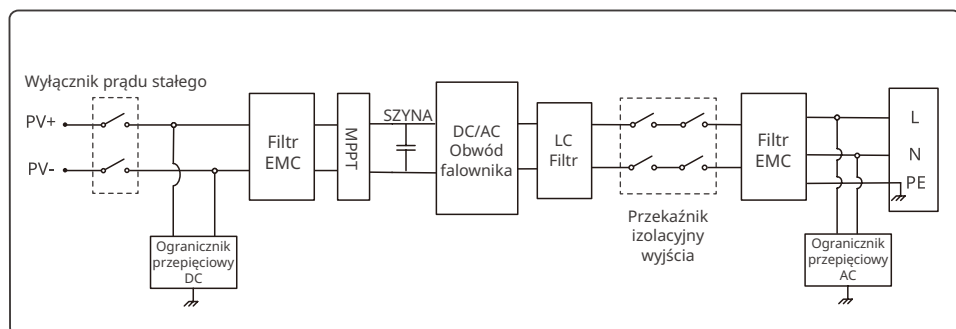 Wyłącznik prądu stałego
PV+
PV-
Ogranicznik
przepięciowy
DC
Filtr
EMC
MPPT
SZYNA
DC/AC
Obwód
falownika
LC
Filtr
Przekaźnik
izolacyjny
wyjścia
Filtr
EMC
L
N
PE
Ogranicznik
przepięciowy
AC